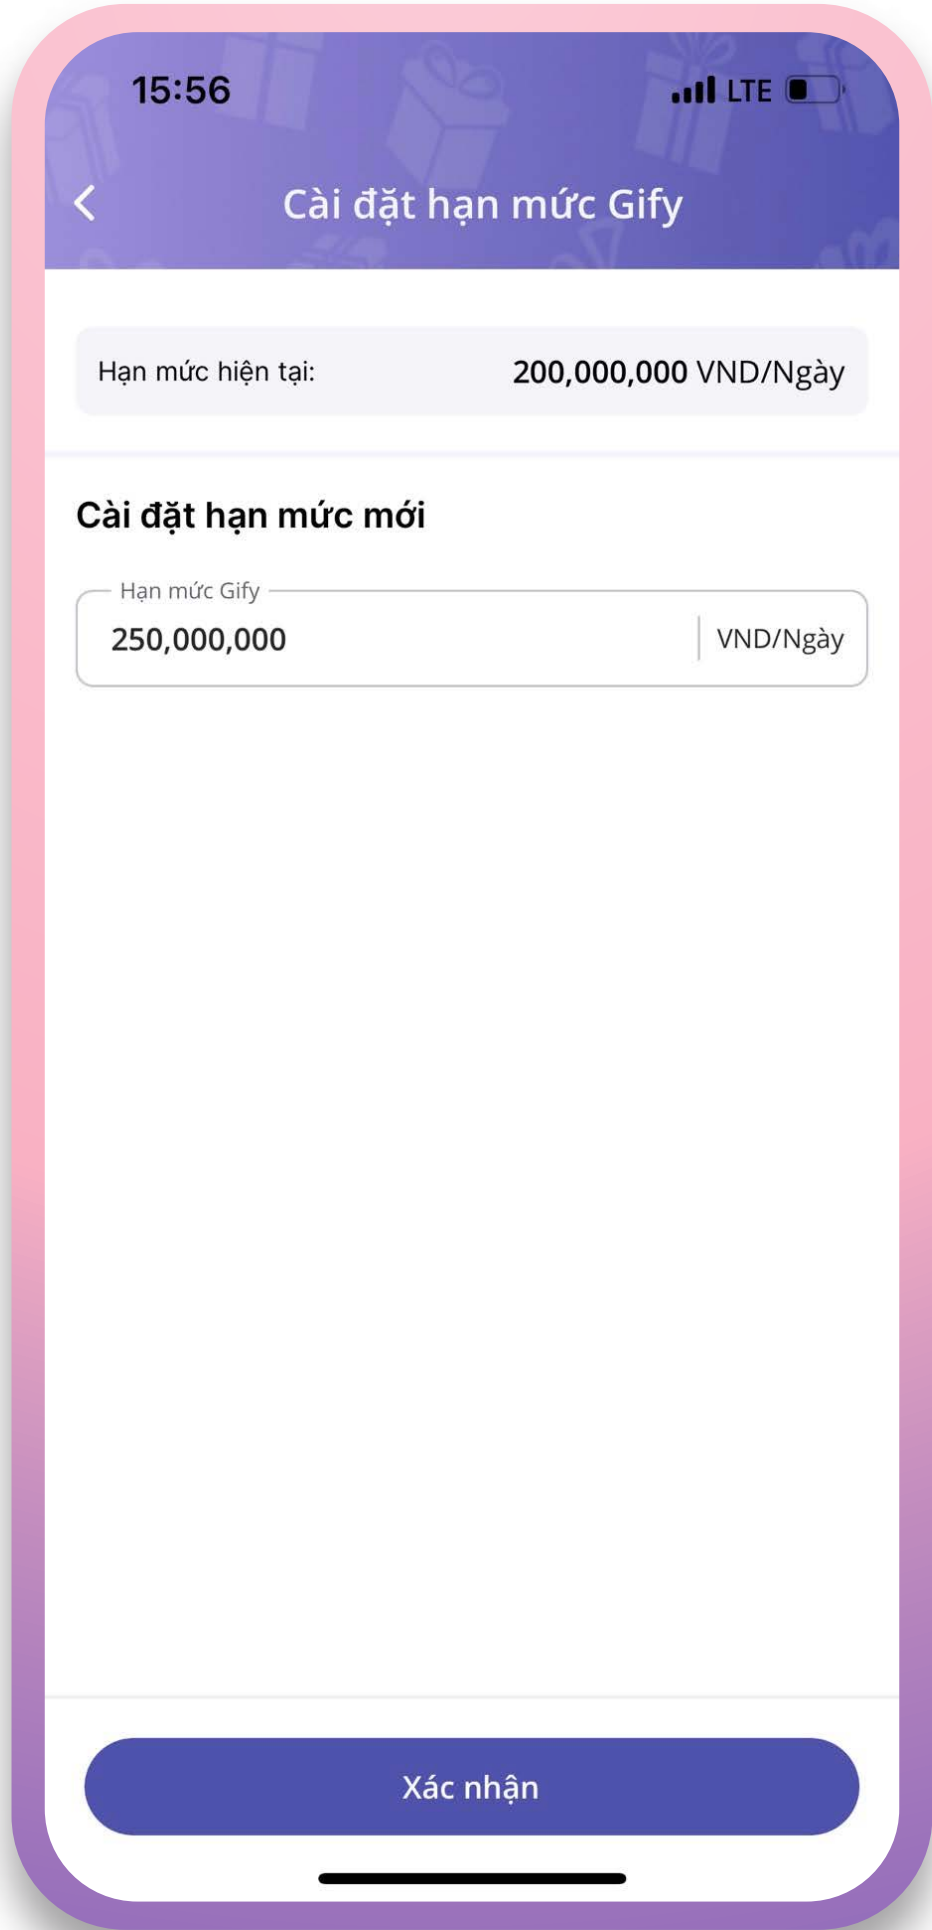 15:56 LTE
Cài đặt hạn mức Gify
Hạn mức hiện tại: 200,000,000 VND/Ngày
Cài đặt hạn mức mới
Hạn mức Gify
250,000,000 VND/Ngày
Xác nhận